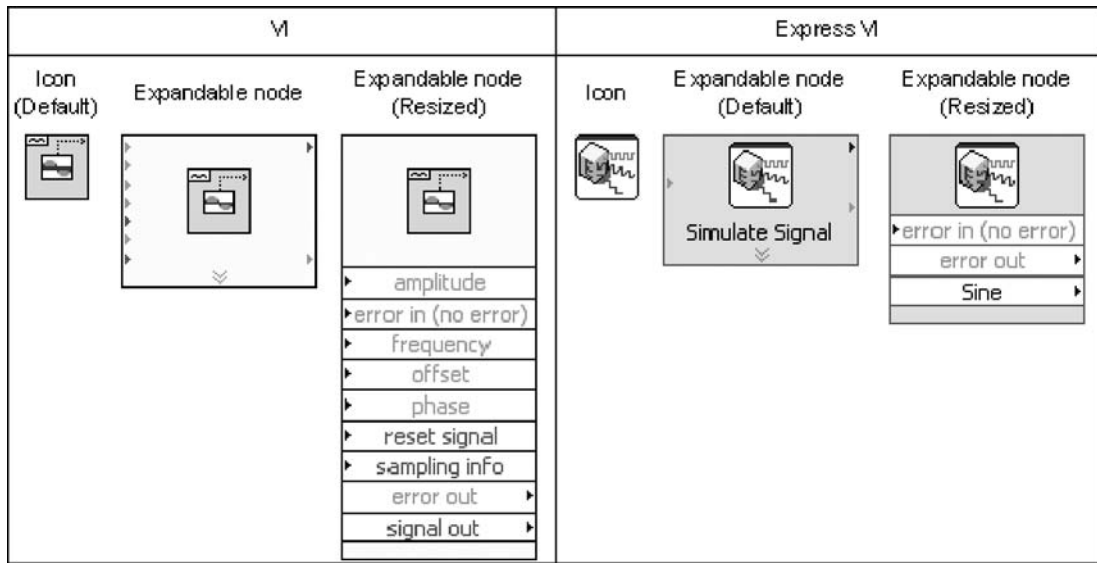 VI
Express VI
Icon
(Default)
Expandable node
Expandable node
(Resized)
Icon
Expandable node
(Default)
Expandable node
(Resized)
amplitude
error in (no error)
frequency
offset
phase
reset signal
sampling info
error out
signal out
Simulate Signal
error in (no error)
error out
Sine